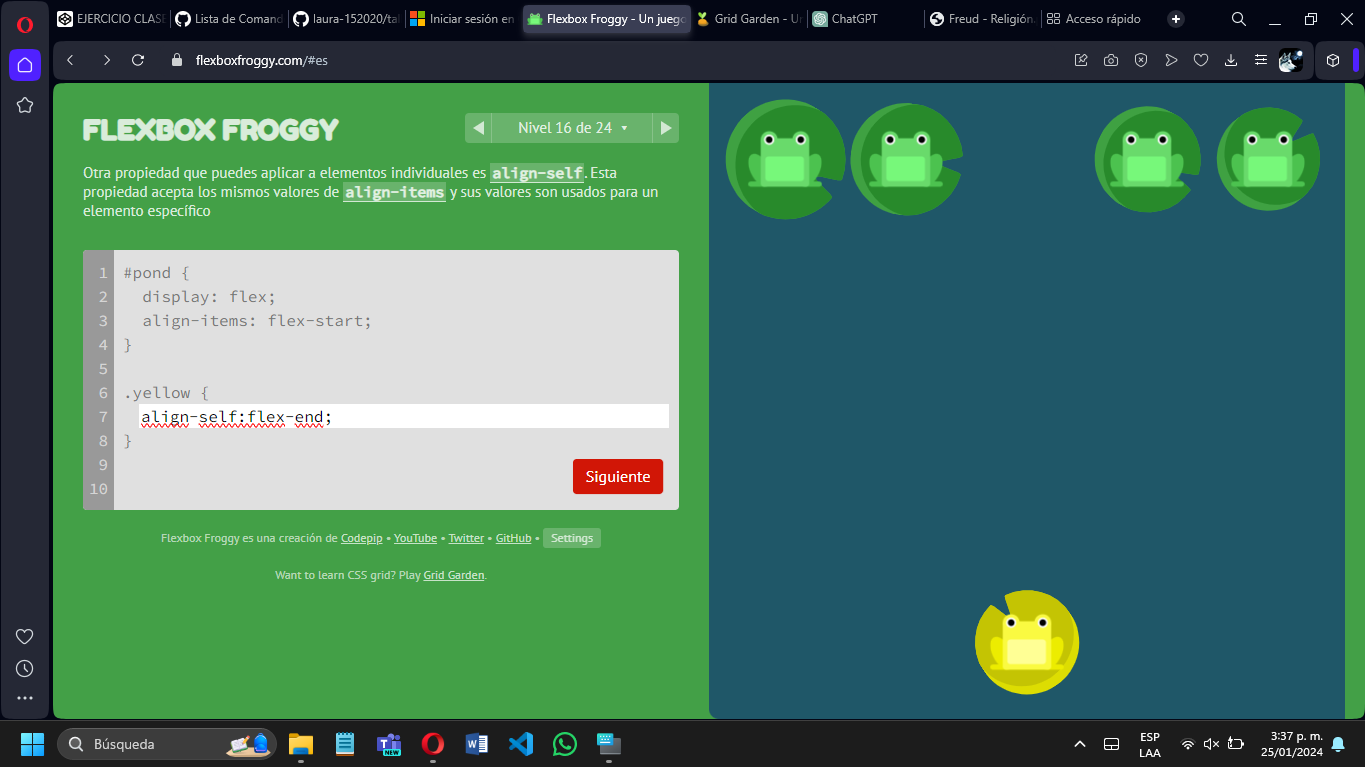 EJERCICIO CLASE
Lista de Comand
laura-152020/tal
Iniciar sesión en
Flexbox Froggy - Un juego
Grid Garden - Un
ChatGPT
Freud - Religión.
Acceso rápido
flexboxfroggy.com/#es
FLEXBOX FROGGY
Nivel 16 de 24
Otra propiedad que puedes aplicar a elementos individuales es align-self. Esta
propiedad acepta los mismos valores de align-items y sus valores son usados para un
elemento específico
1 #pond {
2 display: flex;
3 align-items: flex-start;
4 }
5
6 .yellow {
7 align-self:flex-end;
8 }
9
10
Siguiente
Flexbox Froggy es una creación de Codepip • YouTube • Twitter • GitHub • Settings
Want to learn CSS grid? Play Grid Garden.
Búsqueda
NEW
ESP
LAA
3:37 p. m.
25/01/2024